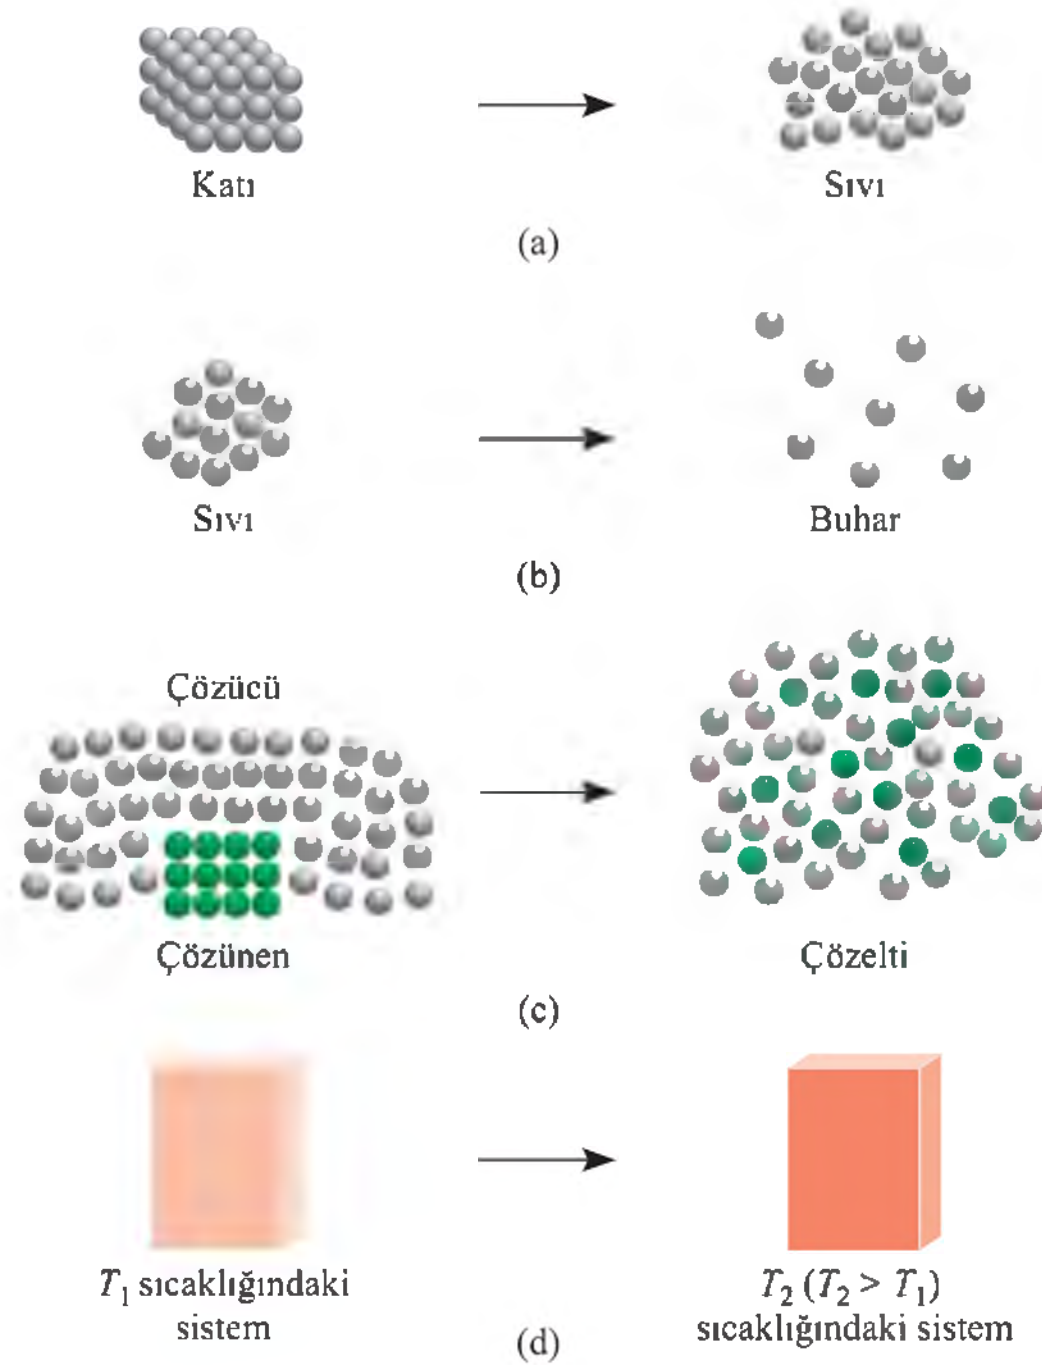 Katı
Sıvı
(a)
Sıvı
Buhar
(b)
Çözücü
Çözünen
Çözelti
(c)
T₁ sıcaklığındaki
sistem
T₂ (T₂ > T₁)
sıcaklığındaki sistem
(d)